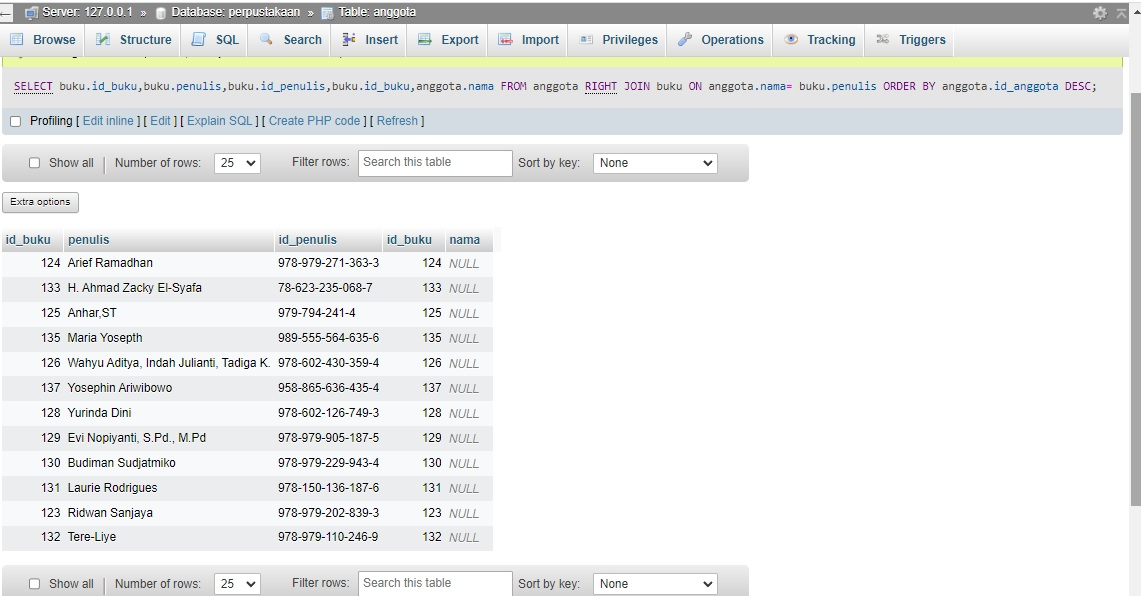 Server: 127.0.0.1 » Database: perpustakaan » Table: anggota
Browse Structure SQL Search Insert Export Import Privileges Operations Tracking Triggers
SELECT buku.id_buku,buku.penulis,buku.id_penulis,buku.id_buku,anggota.nama FROM anggota RIGHT JOIN buku ON anggota.nama= buku.penulis ORDER BY anggota.id_anggota DESC;
Profiling [ Edit inline ] [ Edit ] [ Explain SQL ] [ Create PHP code ] [ Refresh ]
Show all | Number of rows: 25 Filter rows: Search this table Sort by key: None
Extra options
id_buku penulis id_penulis id_buku nama
124 Arief Ramadhan 978-979-271-363-3 124 NULL
133 H. Ahmad Zacky El-Syafa 78-623-235-068-7 133 NULL
125 Anhar,ST 979-794-241-4 125 NULL
135 Maria Yosepth 989-555-564-635-6 135 NULL
126 Wahyu Aditya, Indah Julianti, Tadiga K. 978-602-430-359-4 126 NULL
137 Yosephin Ariwibowo 958-865-636-435-4 137 NULL
128 Yurinda Dini 978-602-126-749-3 128 NULL
129 Evi Nopiyanti, S.Pd., M.Pd 978-979-905-187-5 129 NULL
130 Budiman Sudjatmiko 978-979-229-943-4 130 NULL
131 Laurie Rodrigues 978-150-136-187-6 131 NULL
123 Ridwan Sanjaya 978-979-202-839-3 123 NULL
132 Tere-Liye 978-979-110-246-9 132 NULL
Show all | Number of rows: 25 Filter rows: Search this table Sort by key: None